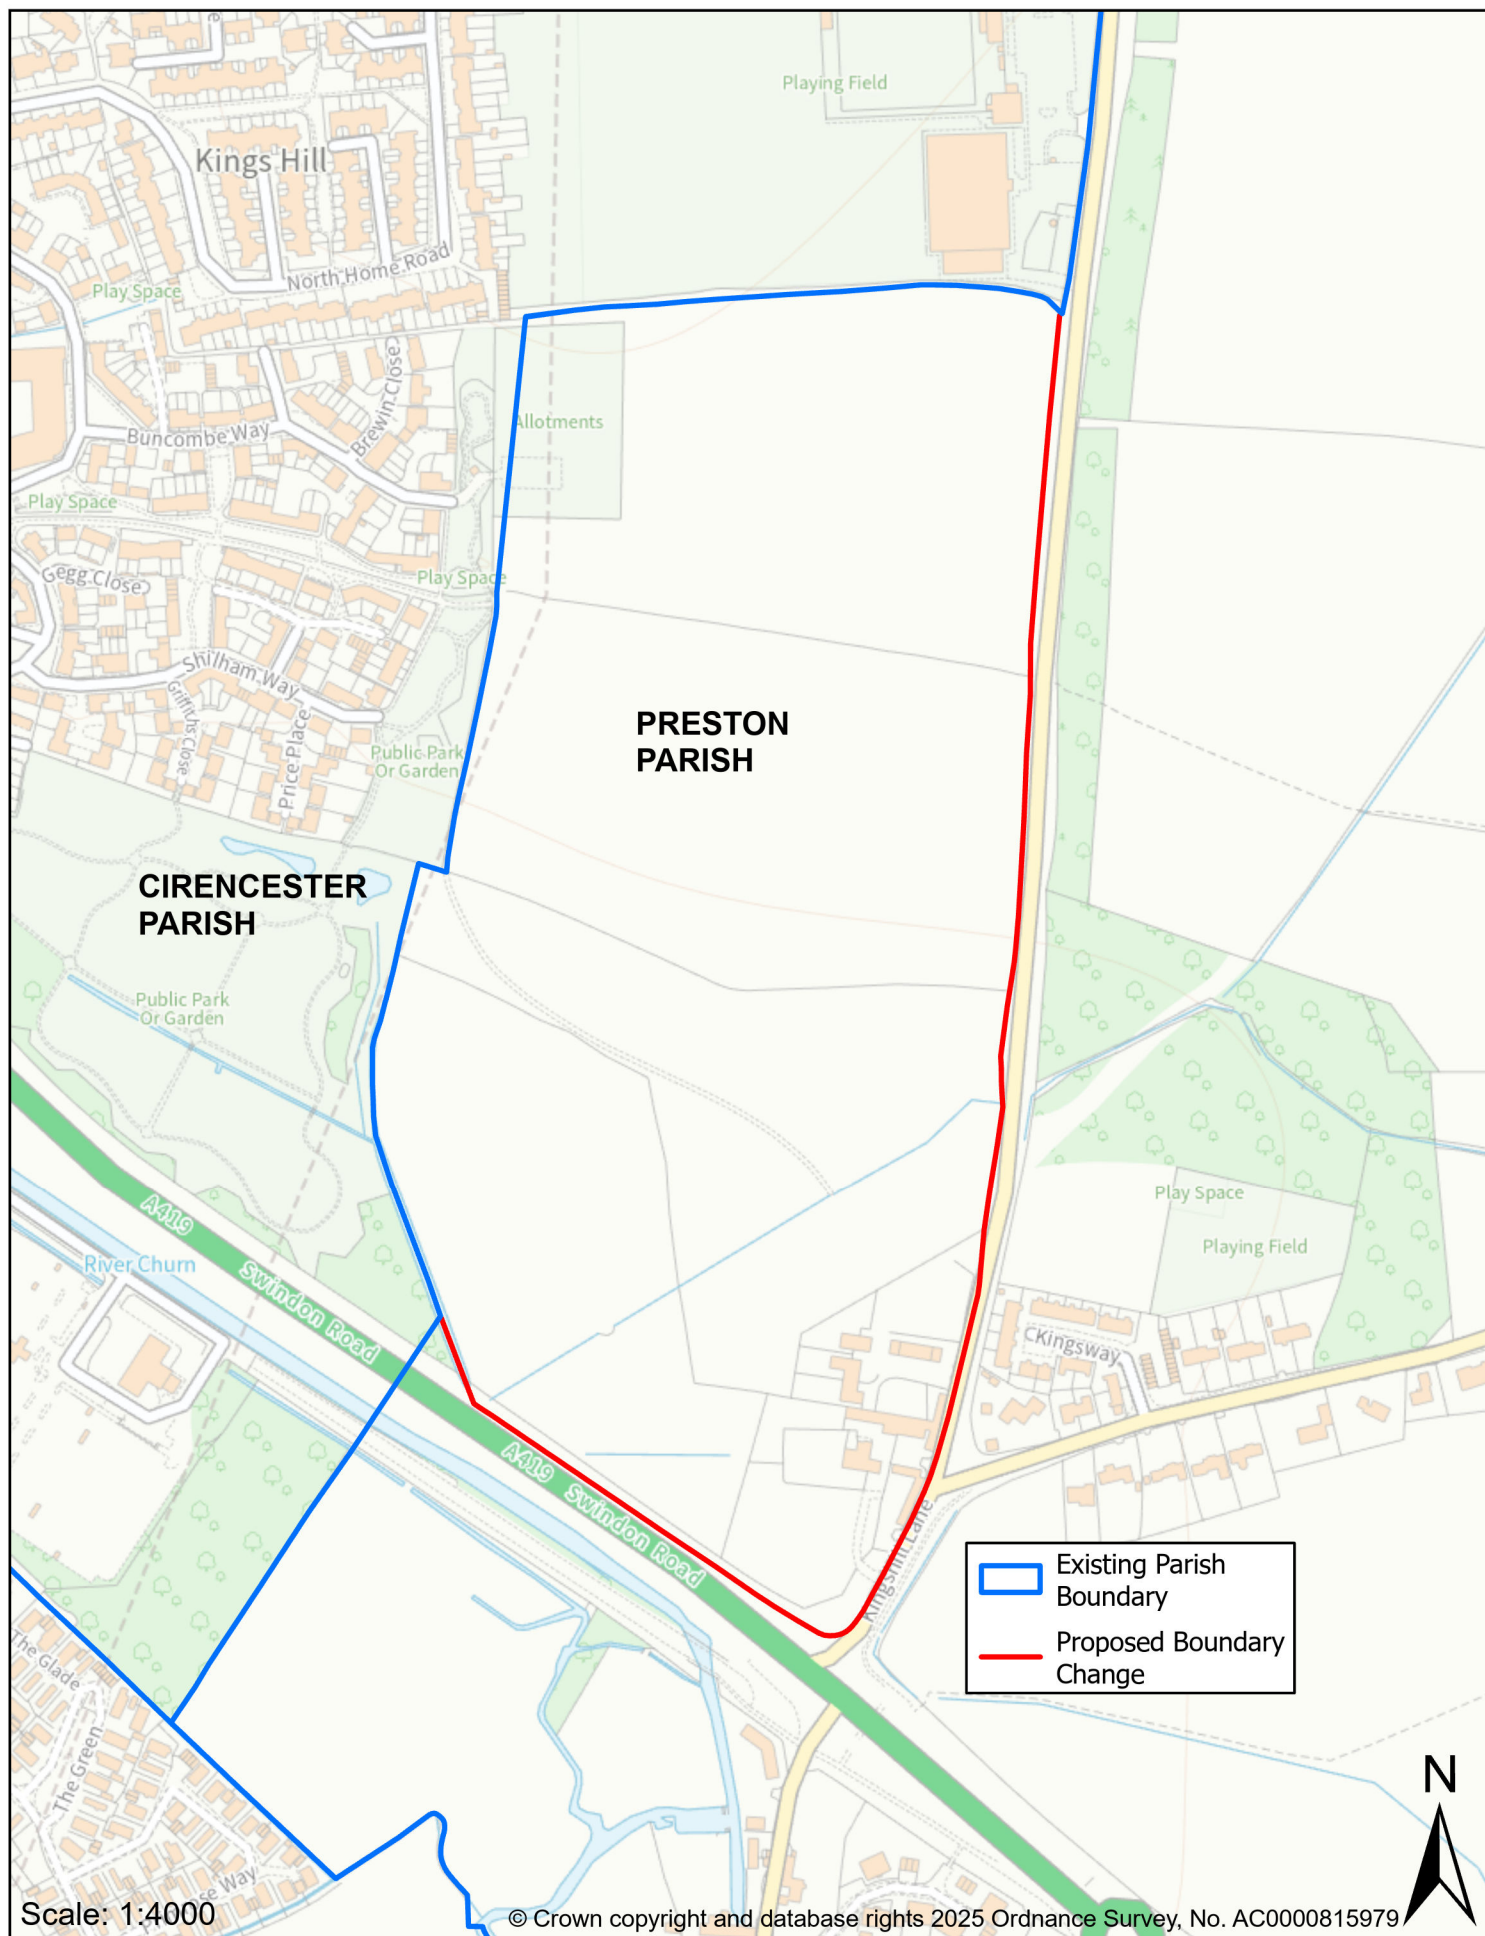 Playing Field
Kings Hill
North Home Road
Play Space
Allotments
Brewin Close
Buncombe Way
Play Space
Gegg Close
Play Space
Shilham Way
Griffiths Close
Price Place
Public Park
Or Garden
PRESTON
PARISH
CIRENCESTER
PARISH
Public Park
Or Garden
A419
River Churn
Swindon Road
Play Space
Playing Field
Kingsway
A419
Swindon Road
Kingshill Lane
Existing Parish
Boundary
Proposed Boundary
Change
The Glade
The Green
Way
N
Scale: 1:4000
© Crown copyright and database rights 2025 Ordnance Survey, No. AC0000815979